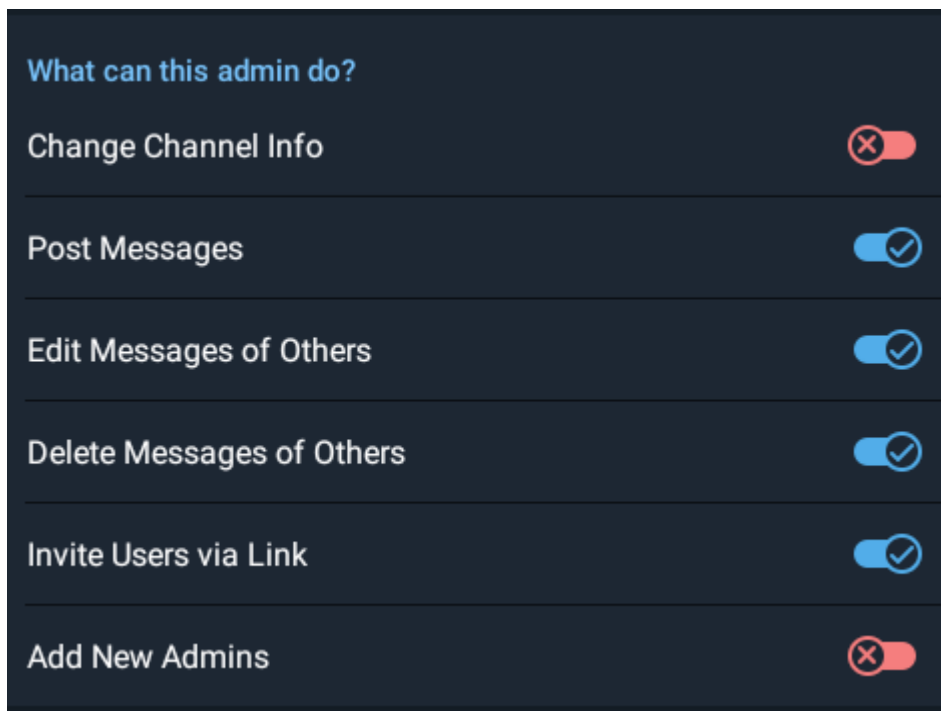 What can this admin do?
Change Channel Info
Post Messages
Edit Messages of Others
Delete Messages of Others
Invite Users via Link
Add New Admins